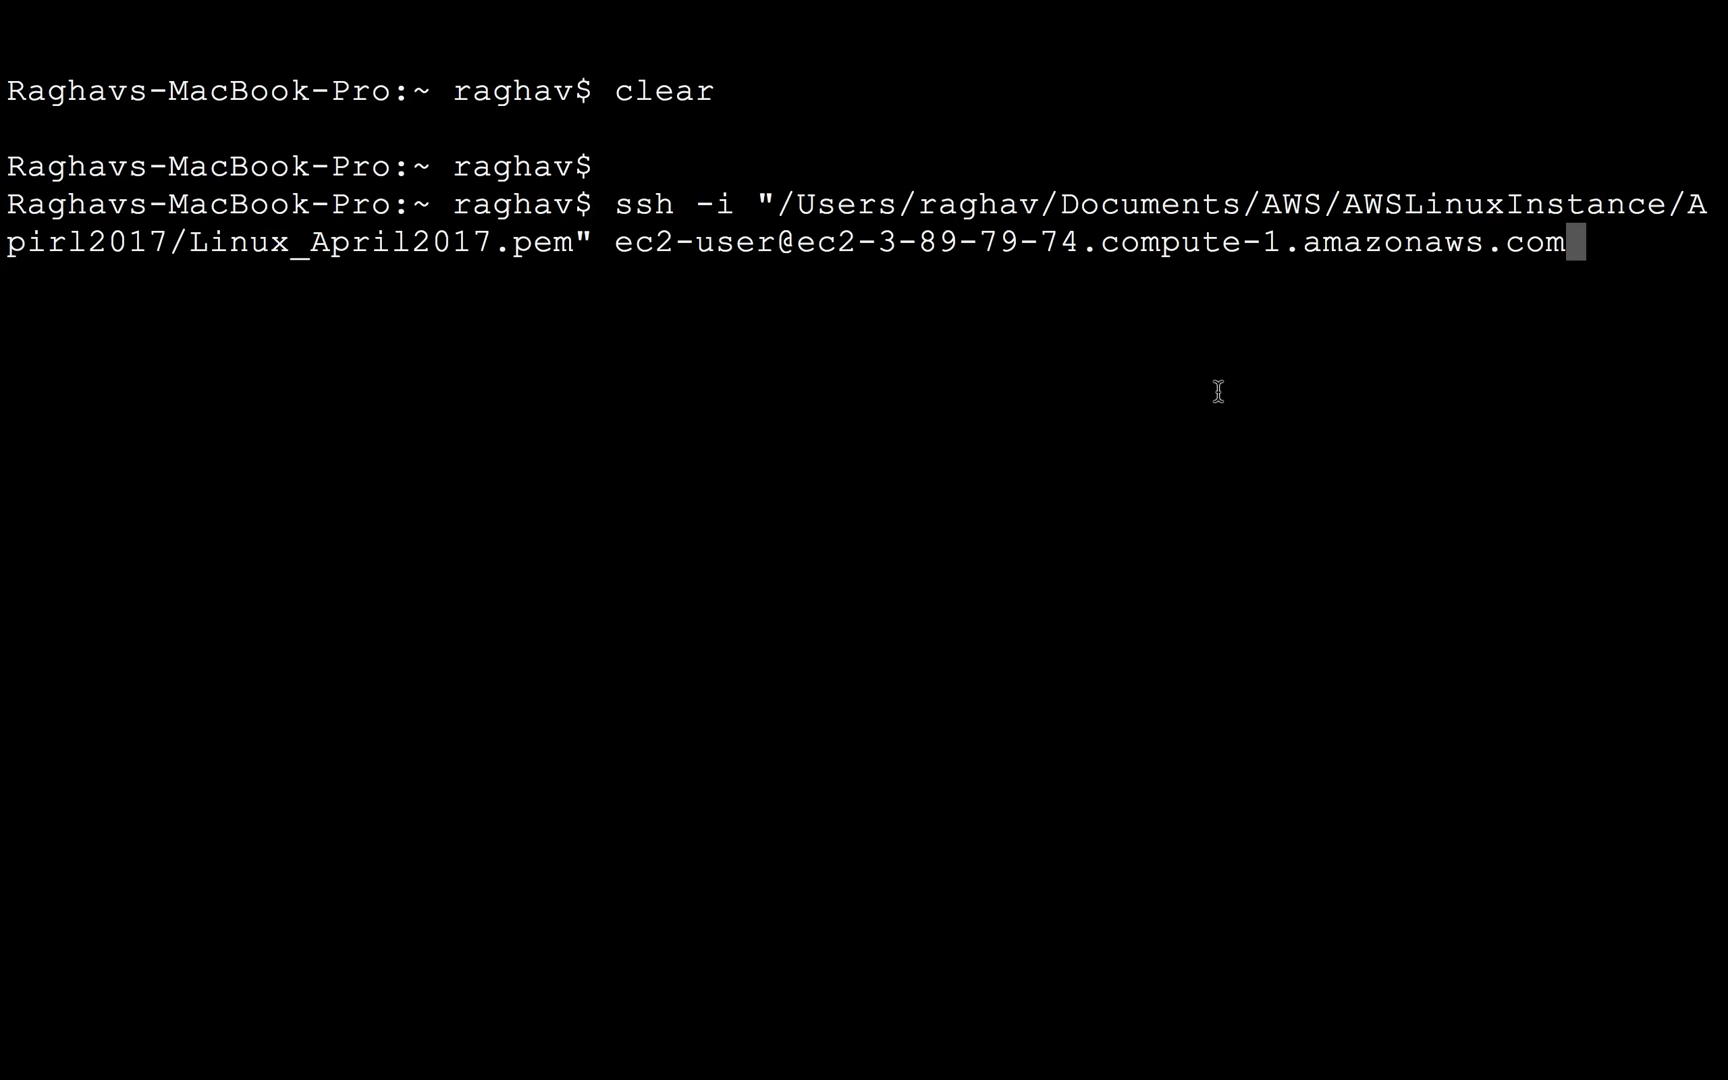 Raghavs-MacBook-Pro:~ raghav$ clear
Raghavs-MacBook-Pro:~ raghav$
Raghavs-MacBook-Pro:~ raghav$ ssh -i "/Users/raghav/Documents/AWS/AWSLinuxInstance/A
pirl2017/Linux_April2017.pem" ec2-user@ec2-3-89-79-74.compute-1.amazonaws.com